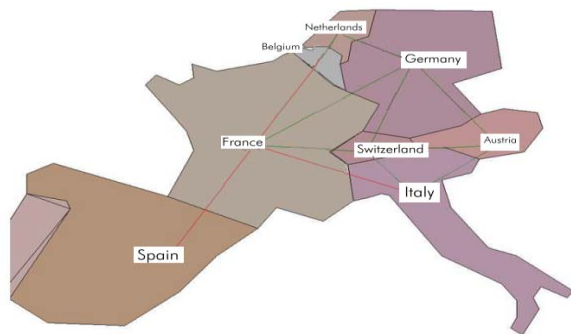 Netherlands
Belgium
Germany
France
Switzerland
Austria
Italy
Spain